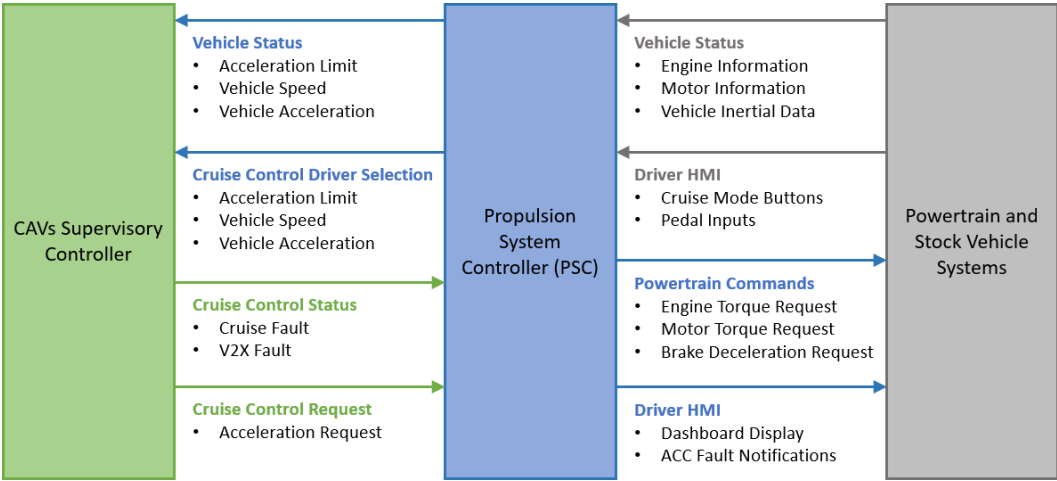 CAVs Supervisory
Controller
Vehicle Status
• Acceleration Limit
• Vehicle Speed
• Vehicle Acceleration
Cruise Control Driver Selection
• Acceleration Limit
• Vehicle Speed
• Vehicle Acceleration
Cruise Control Status
• Cruise Fault
• V2X Fault
Cruise Control Request
• Acceleration Request
Propulsion
System
Controller (PSC)
Vehicle Status
• Engine Information
• Motor Information
• Vehicle Inertial Data
Driver HMI
• Cruise Mode Buttons
• Pedal Inputs
Powertrain Commands
• Engine Torque Request
• Motor Torque Request
• Brake Deceleration Request
Driver HMI
• Dashboard Display
• ACC Fault Notifications
Powertrain and
Stock Vehicle
Systems